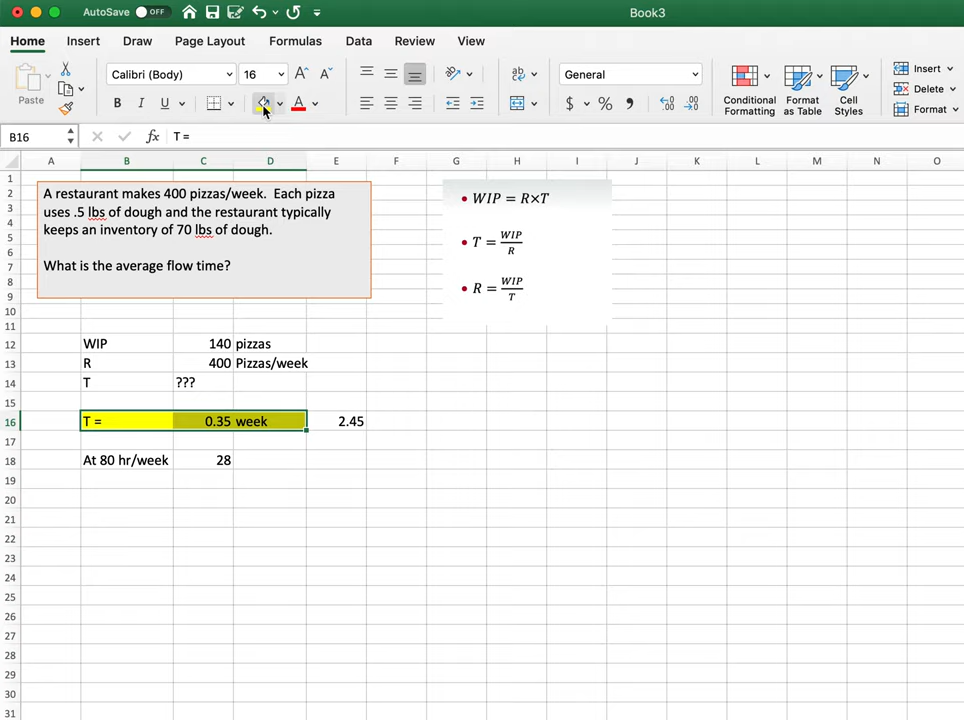 AutoSave OFF
Book3
Home Insert Draw Page Layout Formulas Data Review View
Paste
Calibri (Body) 16 A A
General
Insert
Delete
Format
B I U A
$ % 9
Conditional Formatting
Format as Table
Cell Styles
B16 fx T =
A B C D E F G H I J K L M N O
1
2
3
4
5
6
7
8
9
10
11
12
13
14
15
16
17
18
19
20
21
22
23
24
25
26
27
28
29
30
31
A restaurant makes 400 pizzas/week. Each pizza
uses .5 lbs of dough and the restaurant typically
keeps an inventory of 70 lbs of dough.
What is the average flow time?
• WIP = R×T
• T = WIP / R
• R = WIP / T
WIP 140 pizzas
R 400 Pizzas/week
T ???
T = 0.35 week 2.45
At 80 hr/week 28